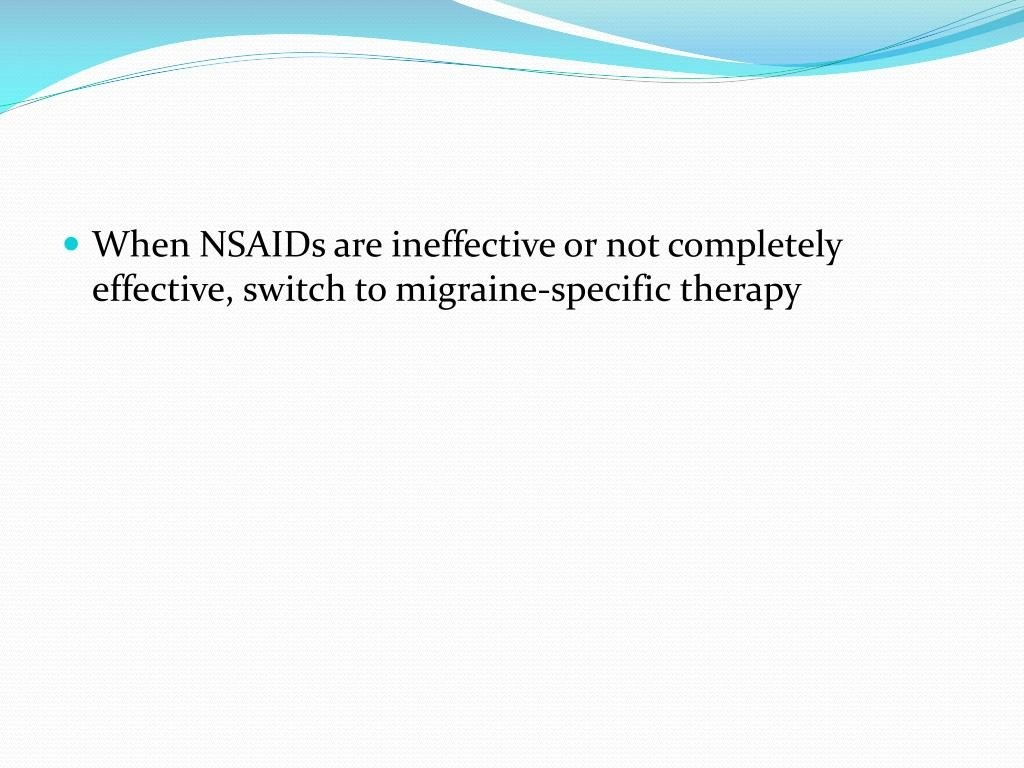 When NSAIDs are ineffective or not completely
effective, switch to migraine-specific therapy